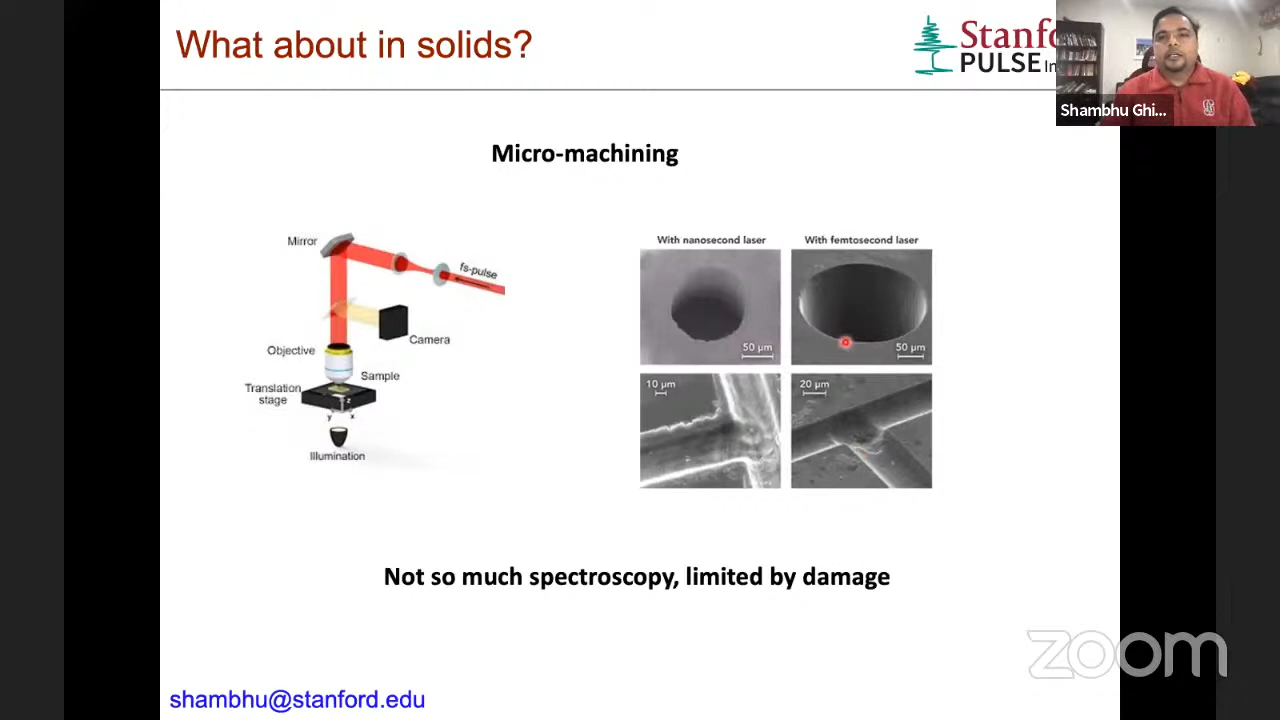 What about in solids?
Stanf
PULSE In
Shambhu Ghi...
Micro-machining
Mirror
fs-pulse
Camera
Objective
Sample
Translation
stage
z
y
x
Illumination
With nanosecond laser
With femtosecond laser
50 µm
50 µm
10 µm
20 µm
Not so much spectroscopy, limited by damage
zoom
shambhu@stanford.edu